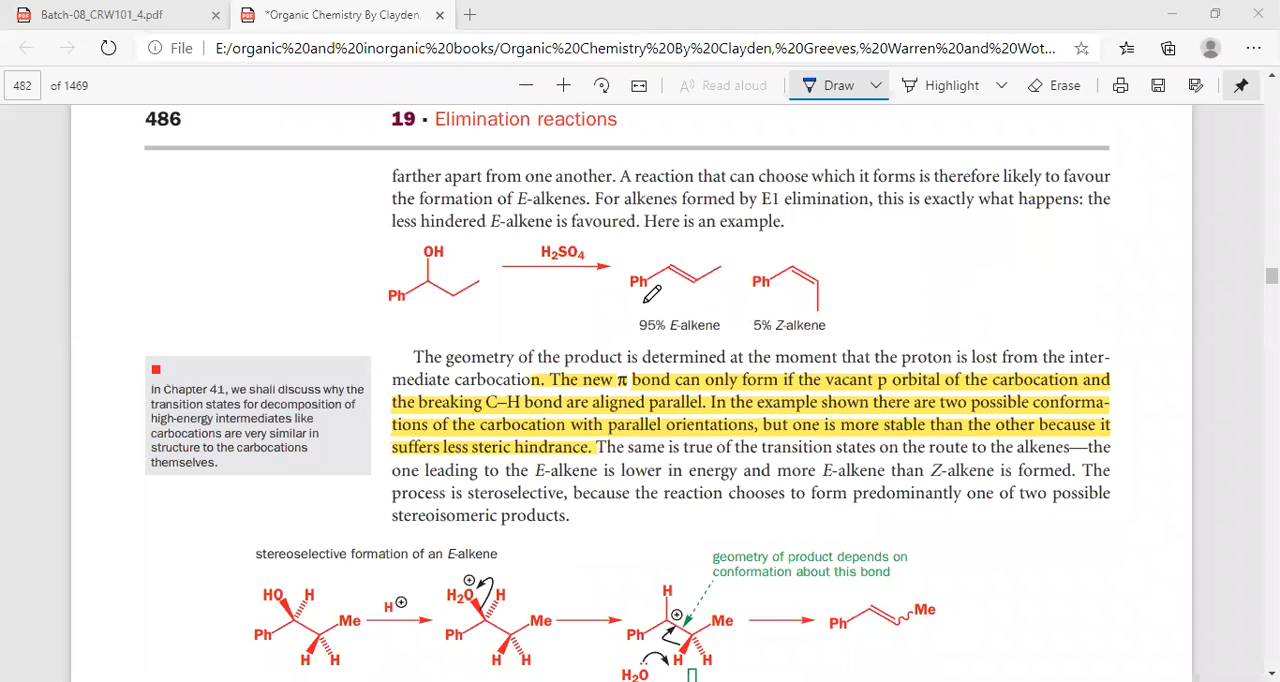 Batch-08_CRW101_4.pdf
*Organic Chemistry By Clayden,
File
E:/organic%20and%20inorganic%20books/Organic%20Chemistry%20By%20Clayden,%20Greeves,%20Warren%20and%20Wot...
482 of 1469
Read aloud
Draw
Highlight
Erase
486
19 · Elimination reactions
farther apart from one another. A reaction that can choose which it forms is therefore likely to favour
the formation of E-alkenes. For alkenes formed by E1 elimination, this is exactly what happens: the
less hindered E-alkene is favoured. Here is an example.
OH
H₂SO₄
Ph
Ph
Ph
95% E-alkene
5% Z-alkene
The geometry of the product is determined at the moment that the proton is lost from the inter-
mediate carbocation. The new π bond can only form if the vacant p orbital of the carbocation and
the breaking C–H bond are aligned parallel. In the example shown there are two possible conforma-
tions of the carbocation with parallel orientations, but one is more stable than the other because it
suffers less steric hindrance. The same is true of the transition states on the route to the alkenes—the
one leading to the E-alkene is lower in energy and more E-alkene than Z-alkene is formed. The
process is steroselective, because the reaction chooses to form predominantly one of two possible
stereoisomeric products.
In Chapter 41, we shall discuss why the
transition states for decomposition of
high-energy intermediates like
carbocations are very similar in
structure to the carbocations
themselves.
stereoselective formation of an E-alkene
geometry of product depends on
conformation about this bond
HO H
Ph
Me
H H
H⊕
⊕
H₂O H
Ph
Me
H H
H
⊕
Ph
Me
H H
H₂O
Ph
Me